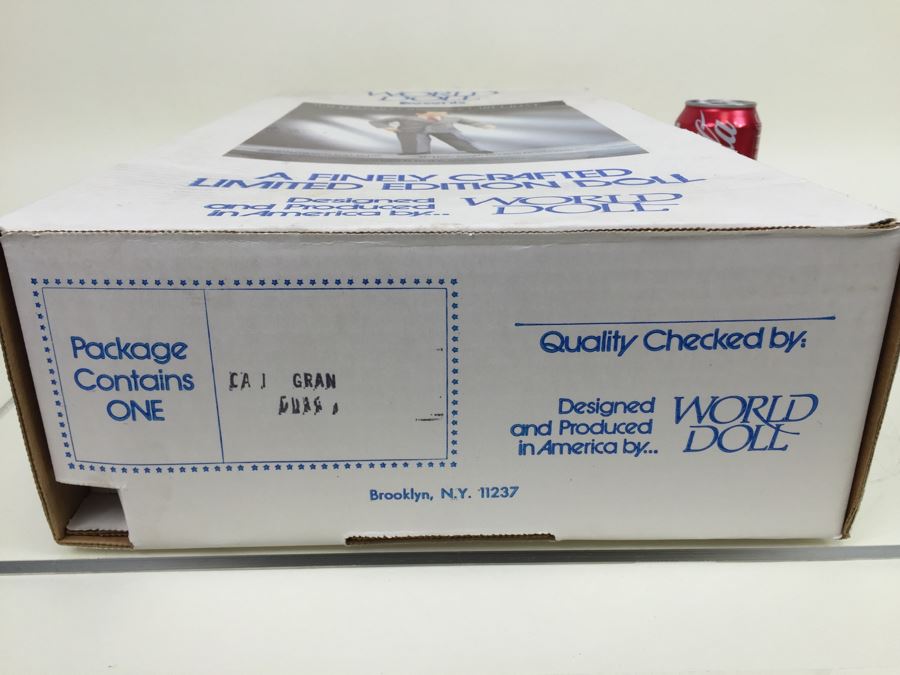 WORLD
DOLL
A FINELY CRAFTED
LIMITED EDITION DOLL
Designed
and Produced
in America by...
WORLD
DOLL
Package
Contains
ONE
GRAN
Quality Checked by:
Designed
and Produced
in America by...
WORLD
DOLL
Brooklyn, N.Y. 11237